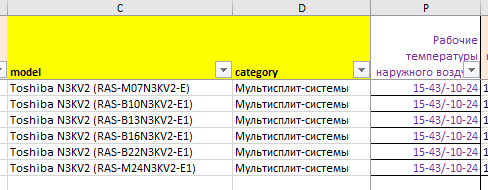 C D P
Рабочие
температуры
model category наружного возду
Toshiba N3KV2 (RAS-M07N3KV2-E) Мультисплит-системы 15-43/-10-24
Toshiba N3KV2 (RAS-B10N3KV2-E1) Мультисплит-системы 15-43/-10-24
Toshiba N3KV2 (RAS-B13N3KV2-E1) Мультисплит-системы 15-43/-10-24
Toshiba N3KV2 (RAS-B16N3KV2-E1) Мультисплит-системы 15-43/-10-24
Toshiba N3KV2 (RAS-B22N3KV2-E1) Мультисплит-системы 15-43/-10-24
Toshiba N3KV2 (RAS-M24N3KV2-E1) Мультисплит-системы 15-43/-10-24